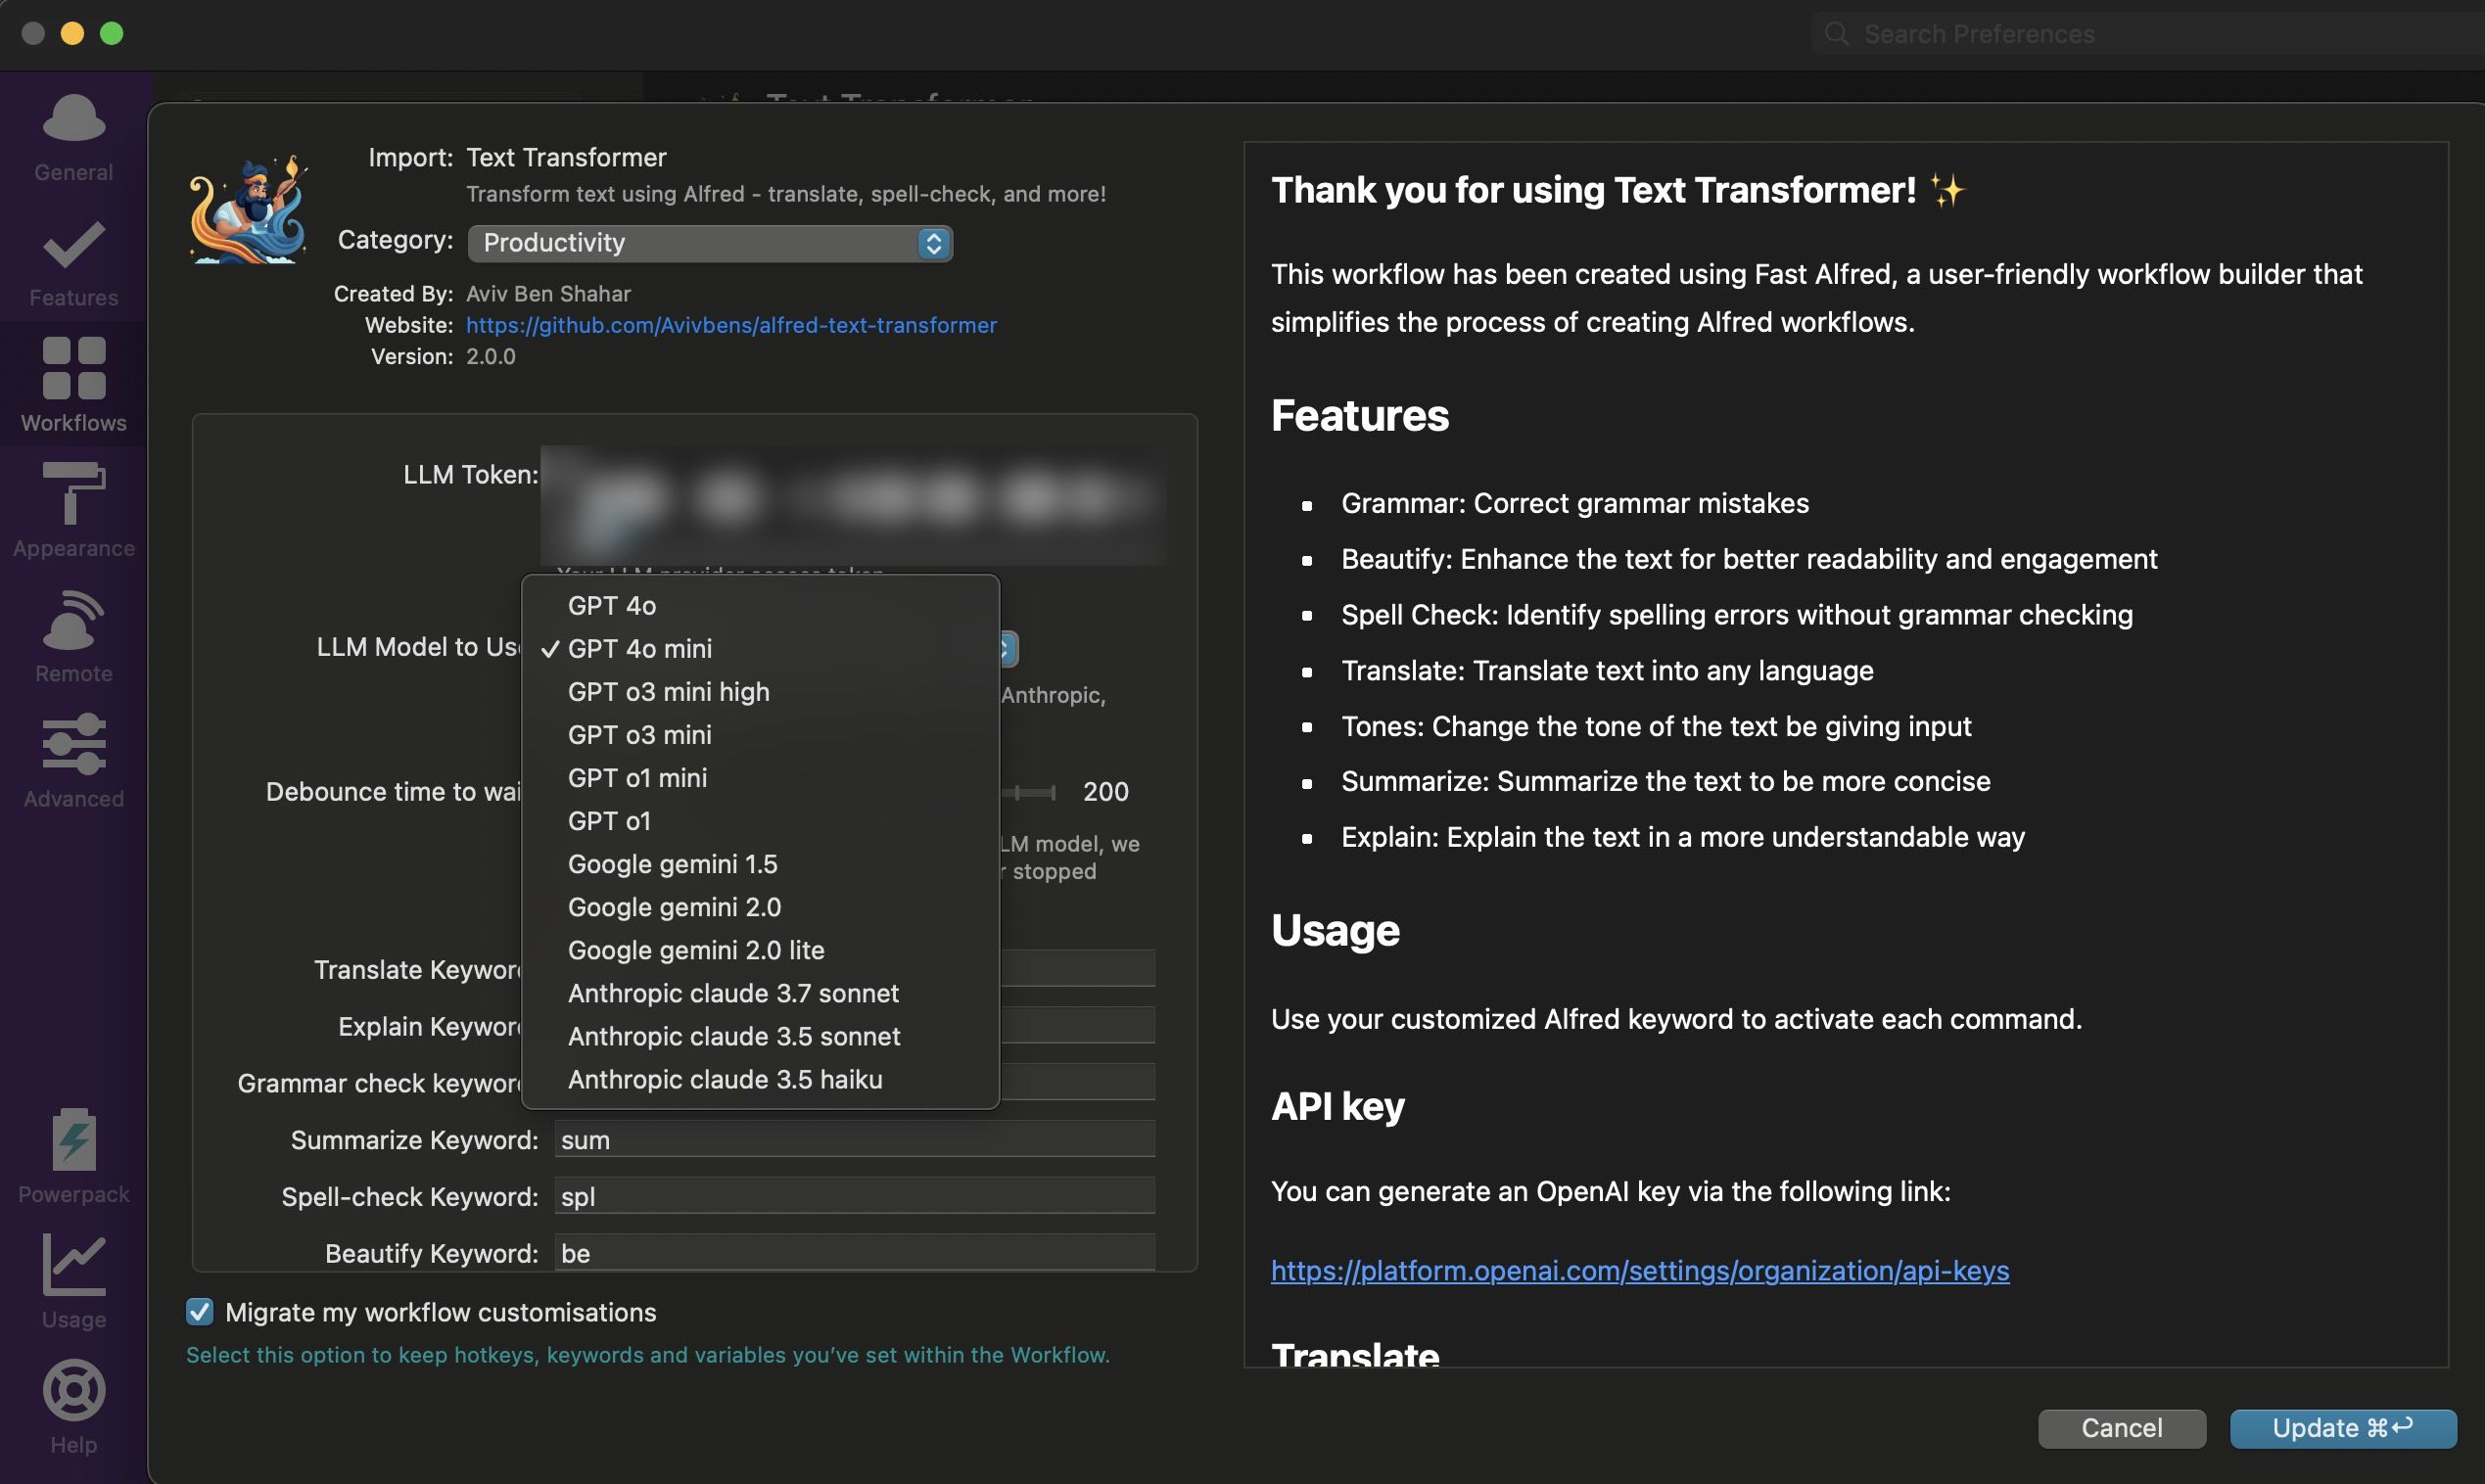 Search Preferences
General
Features
Workflows
Appearance
Remote
Advanced
Powerpack
Usage
Help
Text Transformer
Import: Text Transformer
Transform text using Alfred - translate, spell-check, and more!
Category: Productivity
Created By: Aviv Ben Shahar
Website: https://github.com/Avivbens/alfred-text-transformer
Version: 2.0.0
LLM Token:
Your LLM provider access token
LLM Model to Us
GPT 4o
✓ GPT 4o mini
GPT o3 mini high
GPT o3 mini
GPT o1 mini
GPT o1
Google gemini 1.5
Google gemini 2.0
Google gemini 2.0 lite
Anthropic claude 3.7 sonnet
Anthropic claude 3.5 sonnet
Anthropic claude 3.5 haiku
Anthropic,
Debounce time to wai
200
LM model, we
r stopped
Translate Keywor
Explain Keywor
Grammar check keywor
Summarize Keyword: sum
Spell-check Keyword: spl
Beautify Keyword: be
Migrate my workflow customisations
Select this option to keep hotkeys, keywords and variables you've set within the Workflow.
Thank you for using Text Transformer! ✨
This workflow has been created using Fast Alfred, a user-friendly workflow builder that
simplifies the process of creating Alfred workflows.
Features
▪ Grammar: Correct grammar mistakes
▪ Beautify: Enhance the text for better readability and engagement
▪ Spell Check: Identify spelling errors without grammar checking
▪ Translate: Translate text into any language
▪ Tones: Change the tone of the text be giving input
▪ Summarize: Summarize the text to be more concise
▪ Explain: Explain the text in a more understandable way
Usage
Use your customized Alfred keyword to activate each command.
API key
You can generate an OpenAI key via the following link:
https://platform.openai.com/settings/organization/api-keys
Translate
Cancel
Update ⌘↩